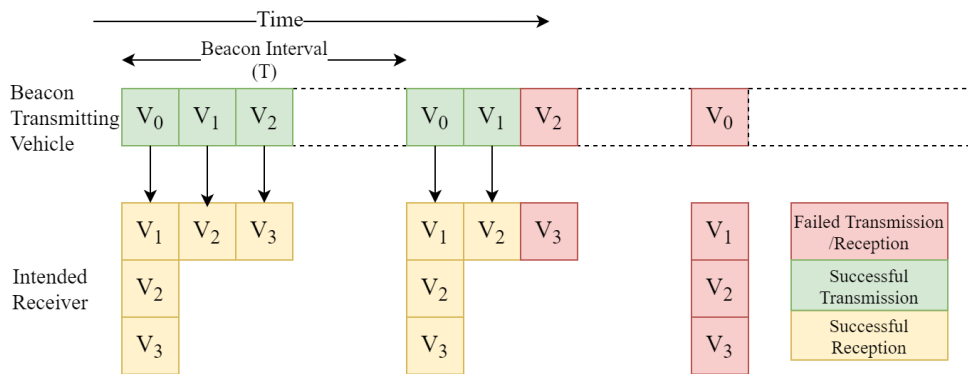 Time
Beacon Interval
(T)
Beacon
Transmitting
Vehicle
V₀ V₁ V₂ V₀ V₁ V₂ V₀
V₁ V₂ V₃ V₁ V₂ V₃ V₁
Intended
Receiver
V₂ V₂ V₂
V₃ V₃ V₃
Failed Transmission
/Reception
Successful
Transmission
Successful
Reception